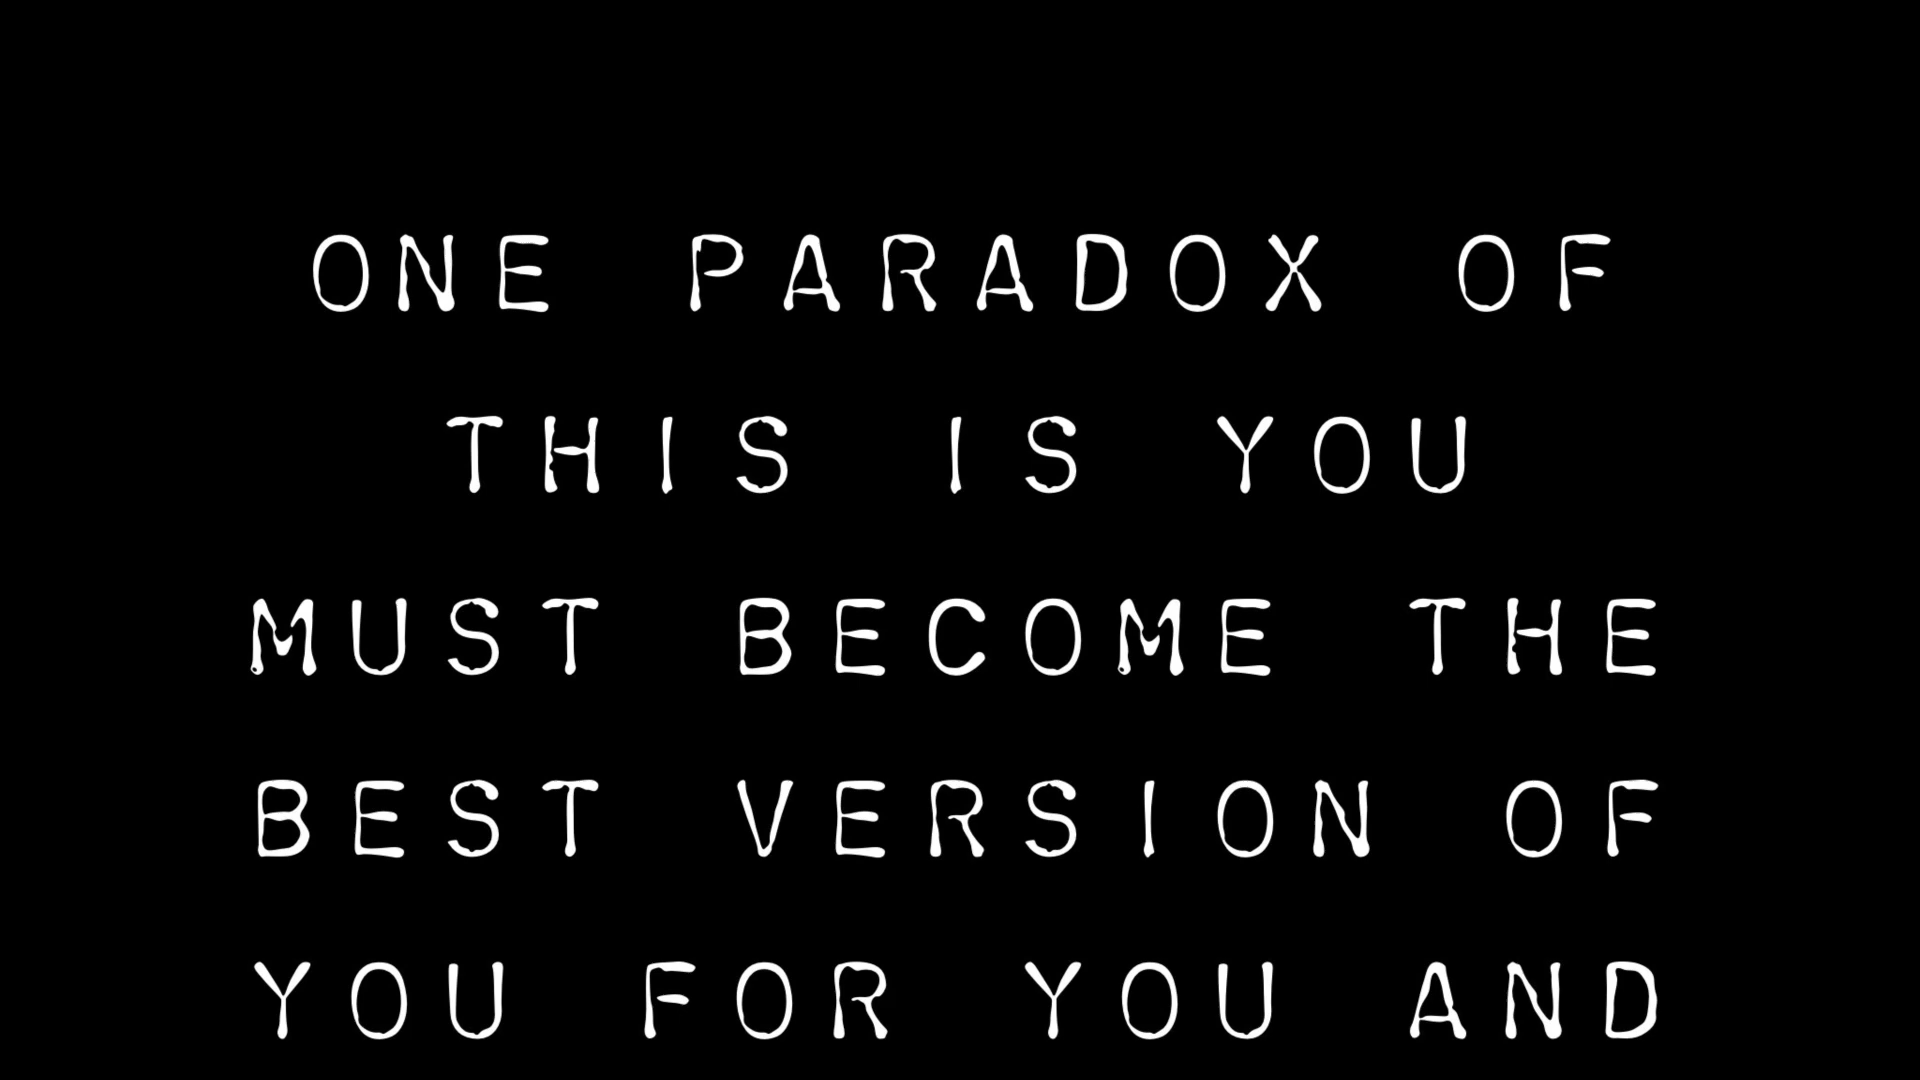 ONE PARADOX OF
THIS IS YOU
MUST BECOME THE
BEST VERSION OF
YOU FOR YOU AND